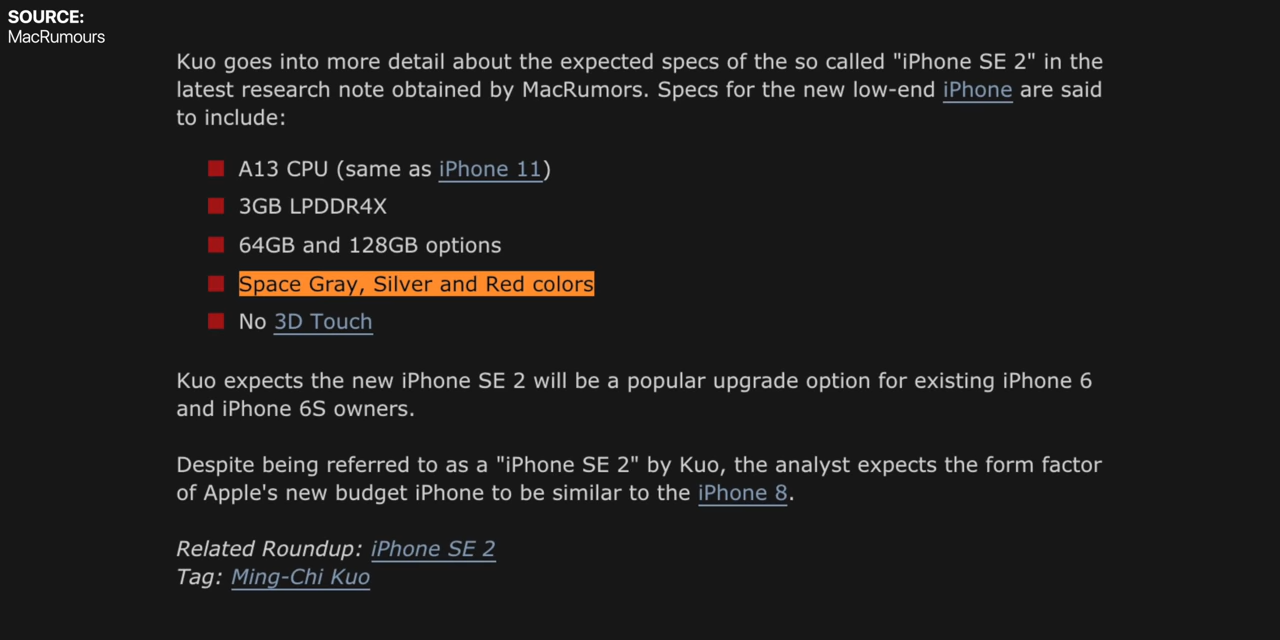 SOURCE:
MacRumours
Kuo goes into more detail about the expected specs of the so called "iPhone SE 2" in the
latest research note obtained by MacRumors. Specs for the new low-end iPhone are said
to include:
A13 CPU (same as iPhone 11)
3GB LPDDR4X
64GB and 128GB options
Space Gray, Silver and Red colors
No 3D Touch
Kuo expects the new iPhone SE 2 will be a popular upgrade option for existing iPhone 6
and iPhone 6S owners.
Despite being referred to as a "iPhone SE 2" by Kuo, the analyst expects the form factor
of Apple's new budget iPhone to be similar to the iPhone 8.
Related Roundup: iPhone SE 2
Tag: Ming-Chi Kuo